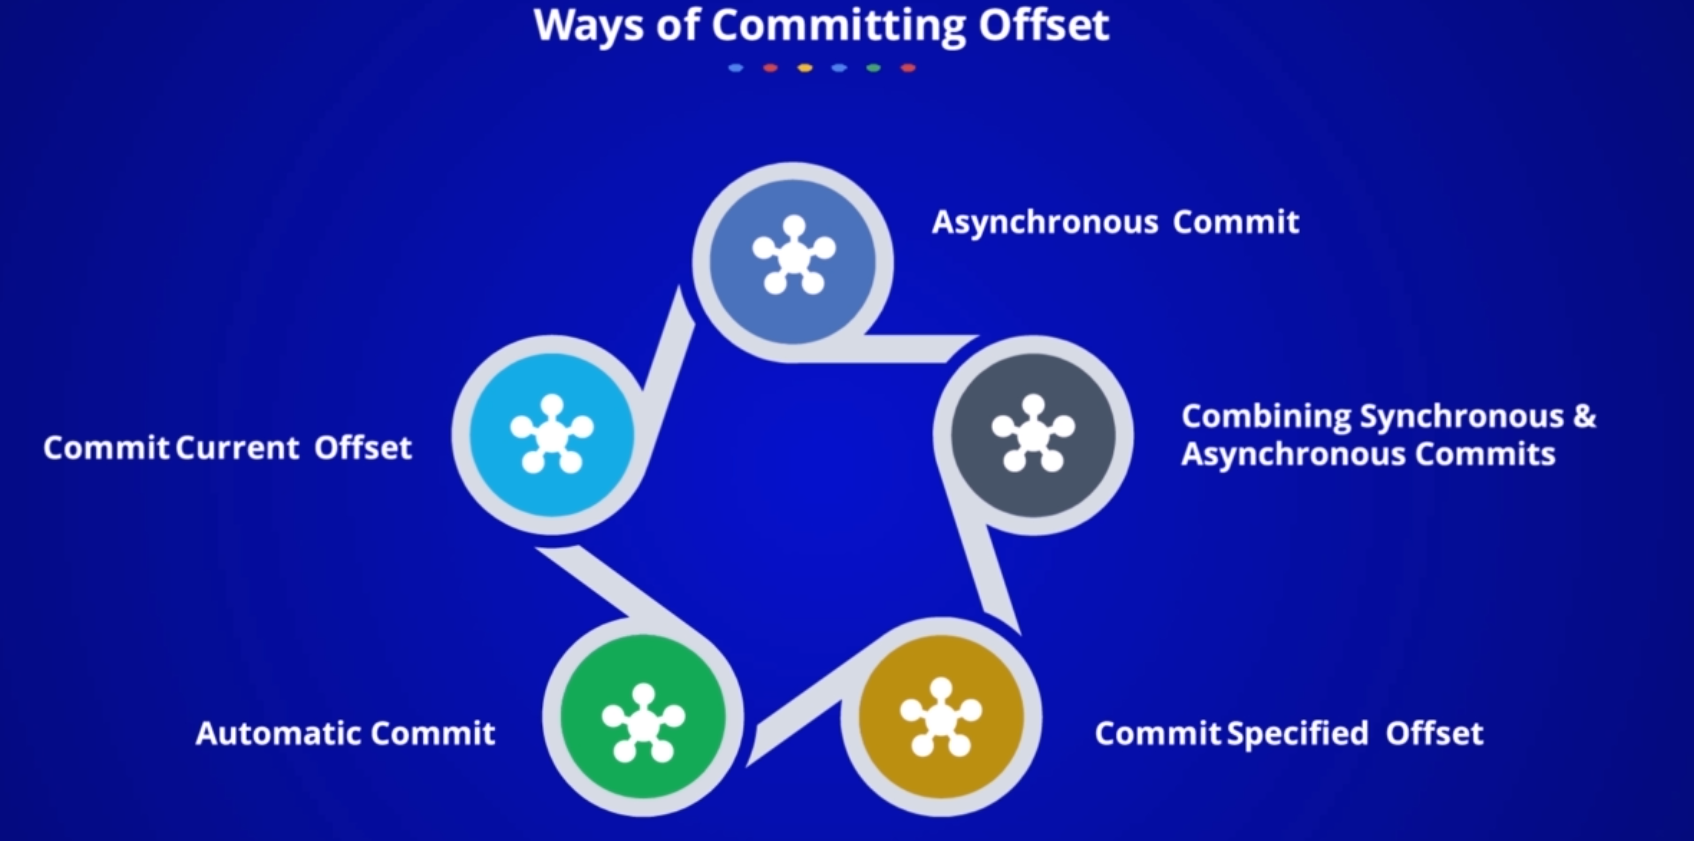 Ways of Committing Offset
Asynchronous Commit
Combining Synchronous &
Asynchronous Commits
Commit Current Offset
Automatic Commit
Commit Specified Offset